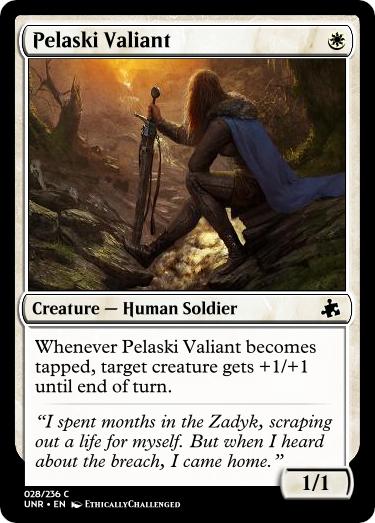 Pelaski Valiant
Creature — Human Soldier
Whenever Pelaski Valiant becomes
tapped, target creature gets +1/+1
until end of turn.
“I spent months in the Zadyk, scraping
out a life for myself. But when I heard
about the breach, I came home.”
1/1
028/236 C
UNR • EN EthicallyChallenged